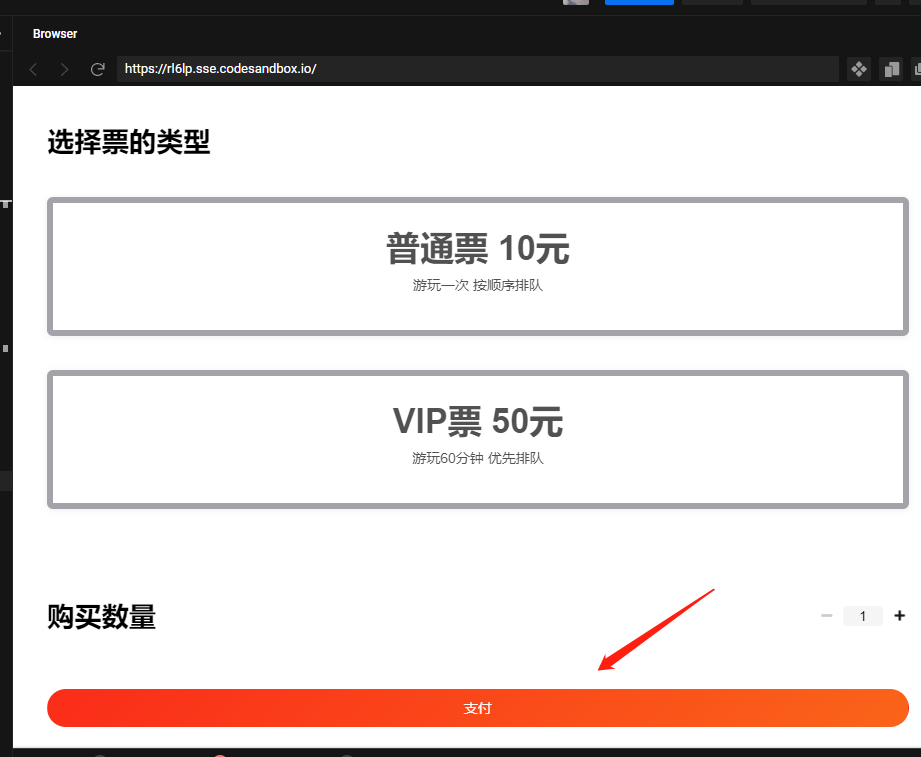 Browser
https://rl6lp.sse.codesandbox.io/
选择票的类型
普通票 10元
游玩一次 按顺序排队
VIP票 50元
游玩60分钟 优先排队
购买数量
1
支付